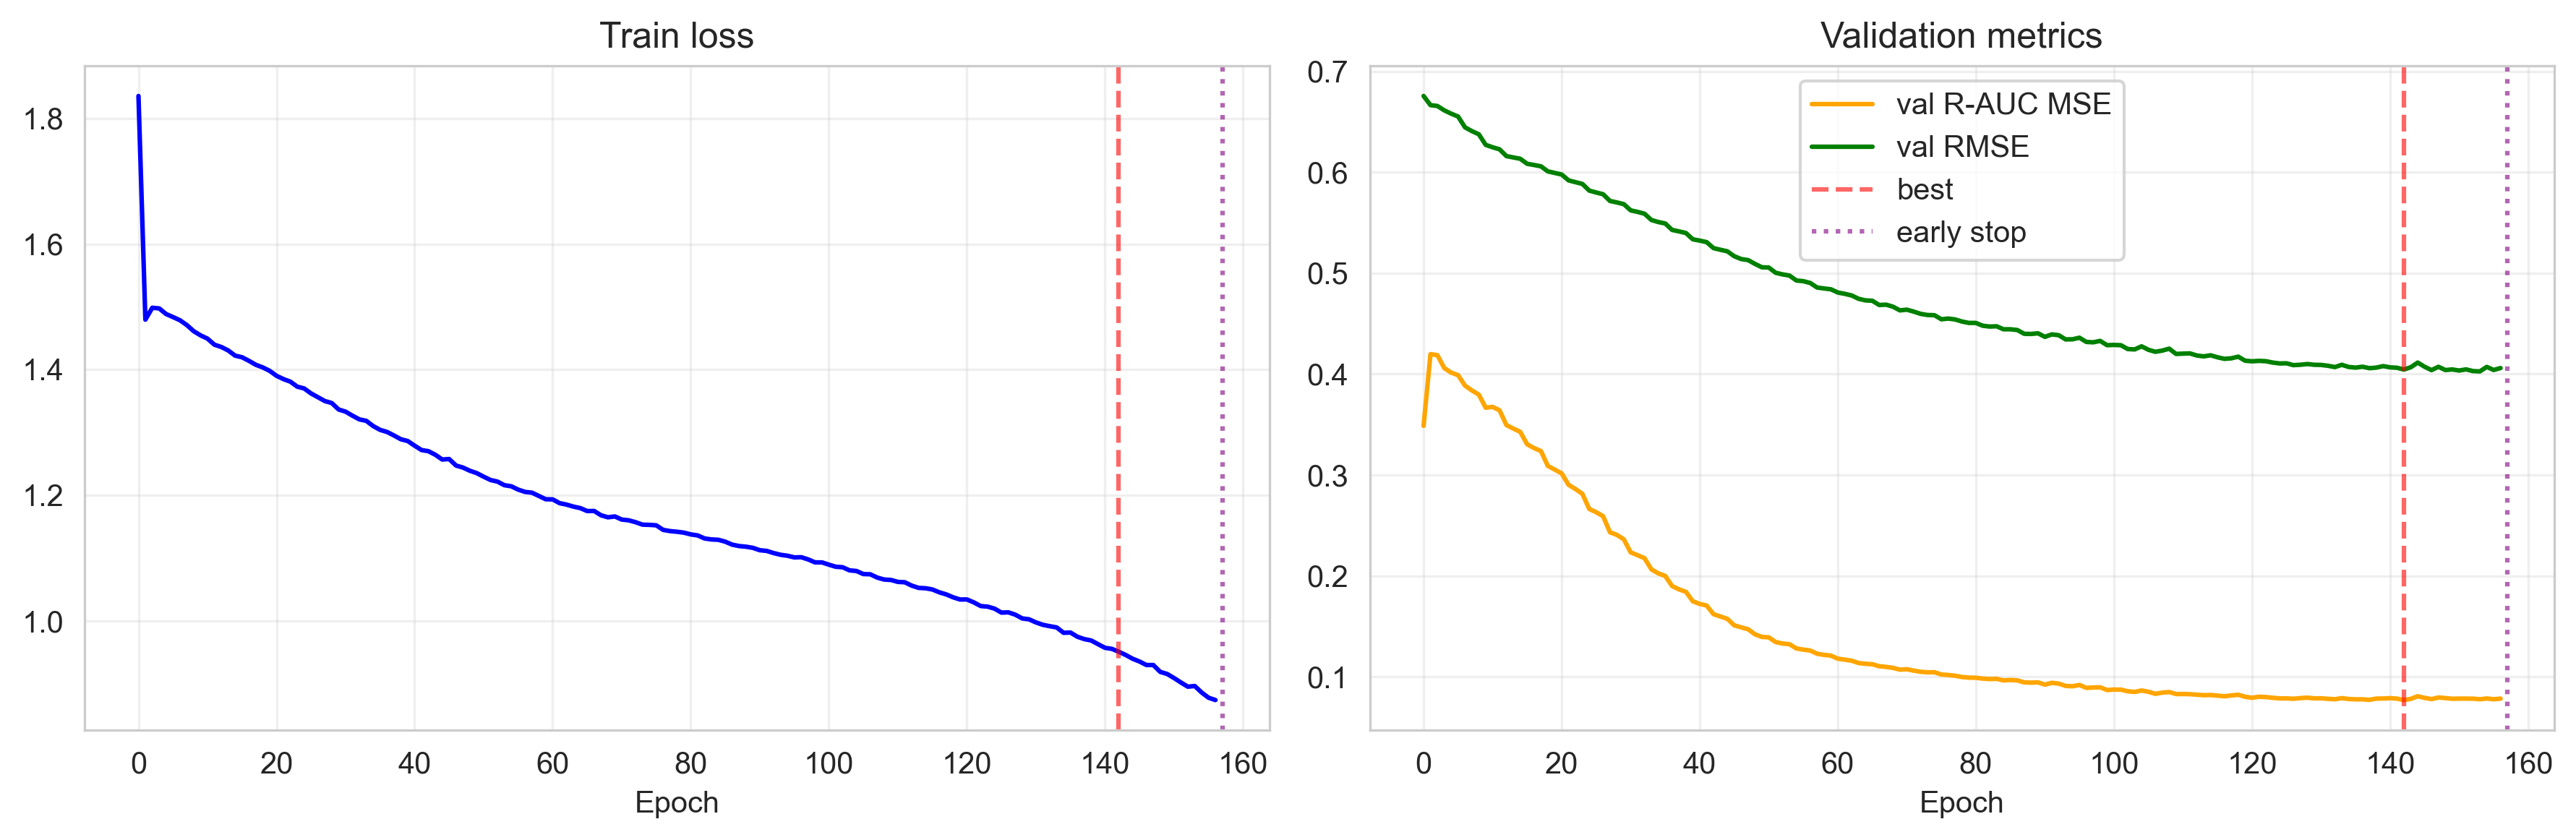 Train loss
1.8
1.6
1.4
1.2
1.0
0 20 40 60 80 100 120 140 160
Epoch
Validation metrics
0.7
0.6
0.5
0.4
0.3
0.2
0.1
val R-AUC MSE
val RMSE
best
early stop
0 20 40 60 80 100 120 140 160
Epoch